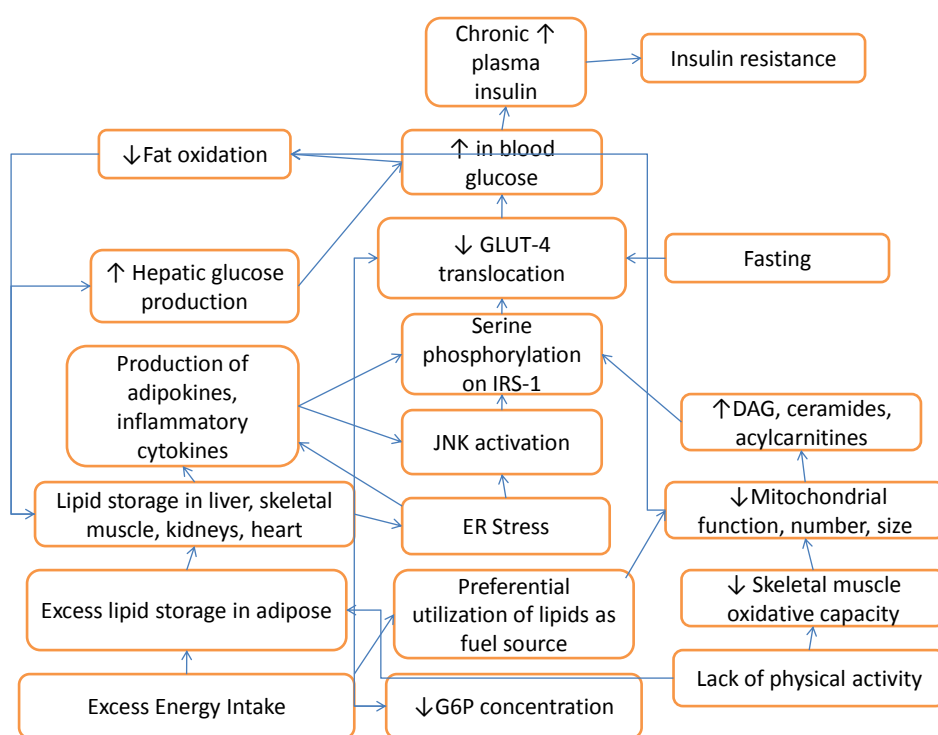 Chronic ↑
plasma
insulin
Insulin resistance
↓Fat oxidation
↑ in blood
glucose
↓ GLUT-4
translocation
Fasting
↑ Hepatic glucose
production
Serine
phosphorylation
on IRS-1
Production of
adipokines,
inflammatory
cytokines
↑DAG, ceramides,
acylcarnitines
JNK activation
Lipid storage in liver, skeletal
muscle, kidneys, heart
ER Stress
↓Mitochondrial
function, number, size
Excess lipid storage in adipose
Preferential
utilization of lipids as
fuel source
↓ Skeletal muscle
oxidative capacity
Excess Energy Intake
↓G6P concentration
Lack of physical activity